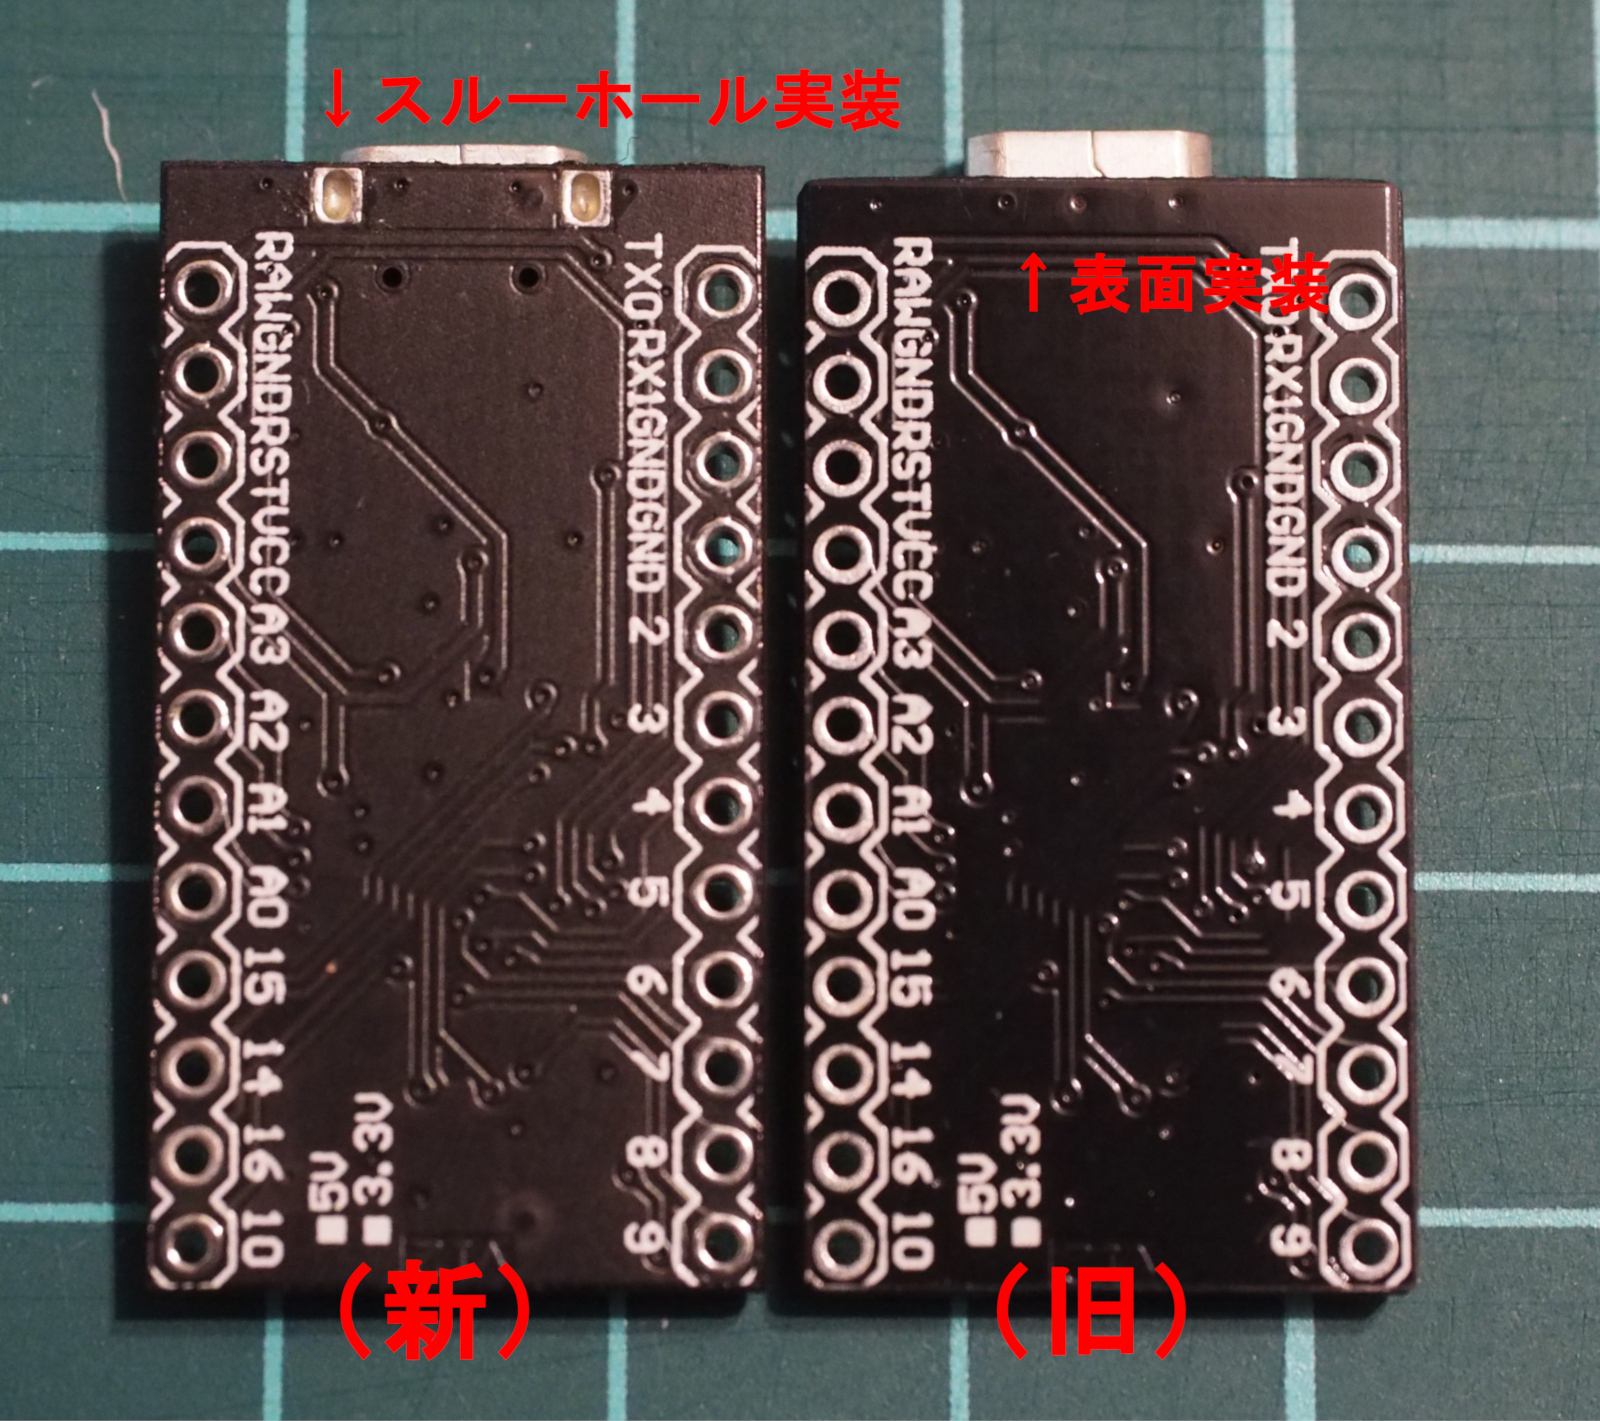 ↓スルーホール実装
↑表面実装
RAW GND RST VCC A3 A2 A1 A0 15 14 16 10
TXO RX1 GND GND 2 3 4 5 6 7 8 9
5V
3.3V
RAW GND RST VCC A3 A2 A1 A0 15 14 16 10
TXO RX1 GND GND 2 3 4 5 6 7 8 9
5V
3.3V
（新）
（旧）